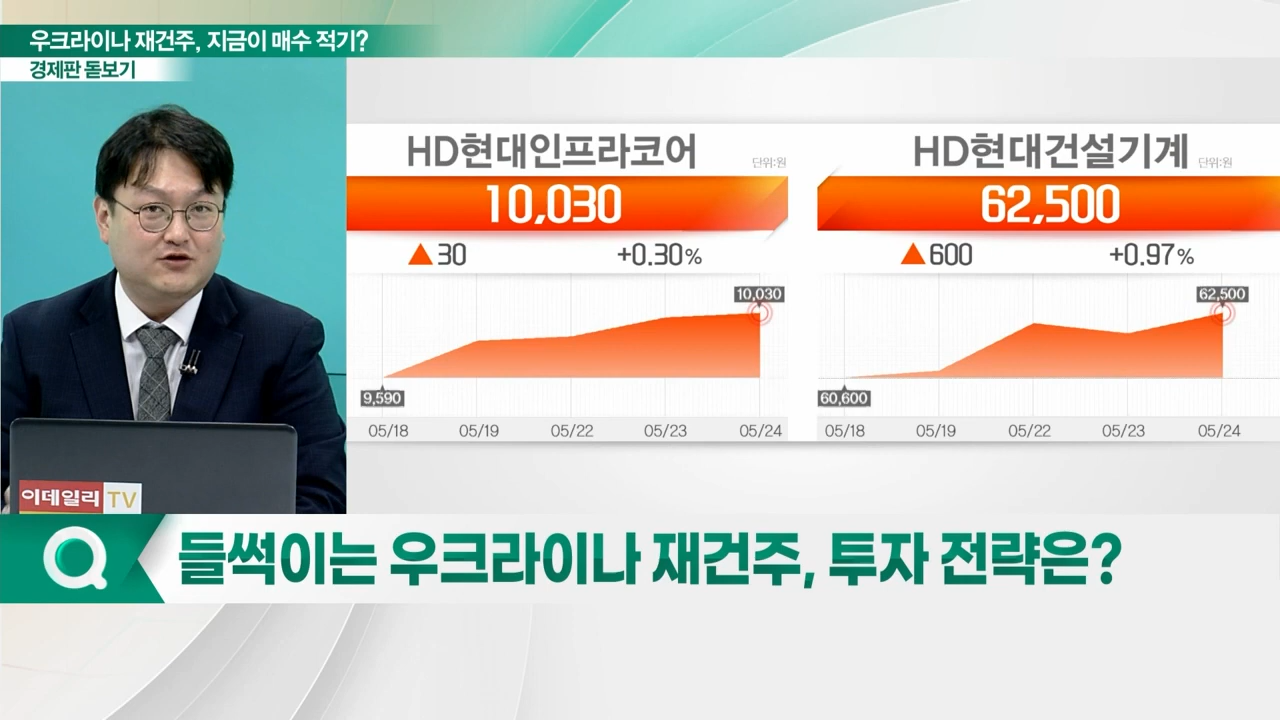 우크라이나 재건주, 지금이 매수 적기?
경제판 돋보기
HD현대인프라코어
단위:원
10,030
▲30 +0.30%
10,030
9,590
05/18 05/19 05/22 05/23 05/24
HD현대건설기계
단위:원
62,500
▲600 +0.97%
62,500
60,600
05/18 05/19 05/22 05/23 05/24
이데일리 TV
Q 들썩이는 우크라이나 재건주, 투자 전략은?